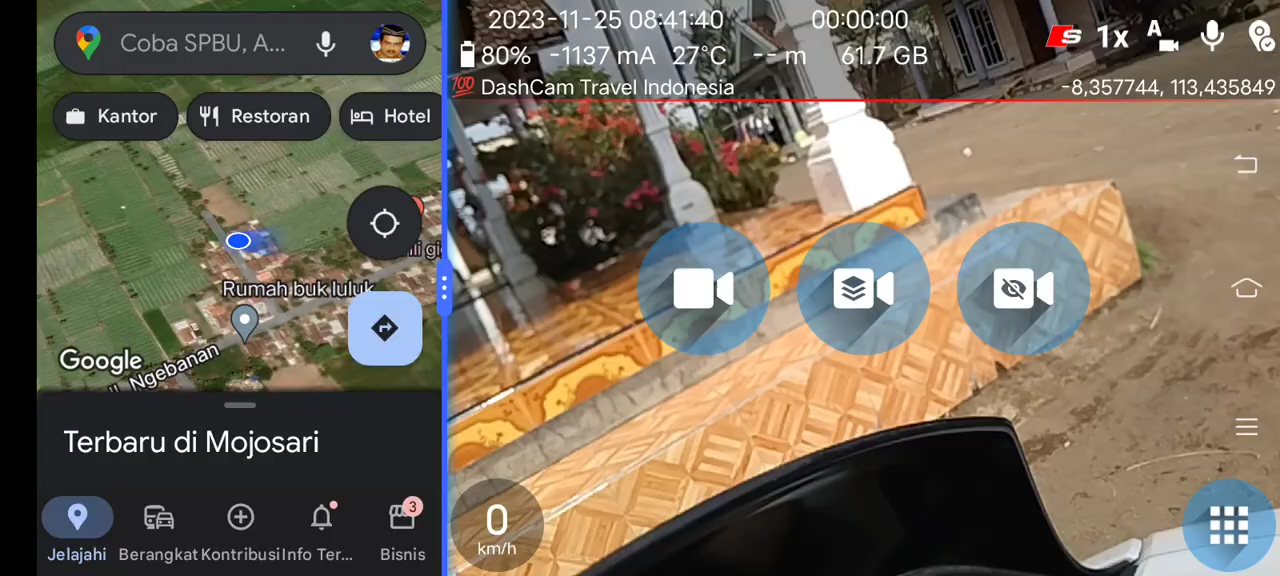 Coba SPBU, A...
Kantor
Restoran
Hotel
Rumah buk luluk
Google
Ngebanan
Terbaru di Mojosari
Jelajahi
Berangkat
Kontribusi
Info Ter...
3
Bisnis
2023-11-25 08:41:40
00:00:00
80%
-1137 mA
27°C
-- m
61.7 GB
S
1x
A
100
DashCam Travel Indonesia
-8,357744, 113,435849
0
km/h